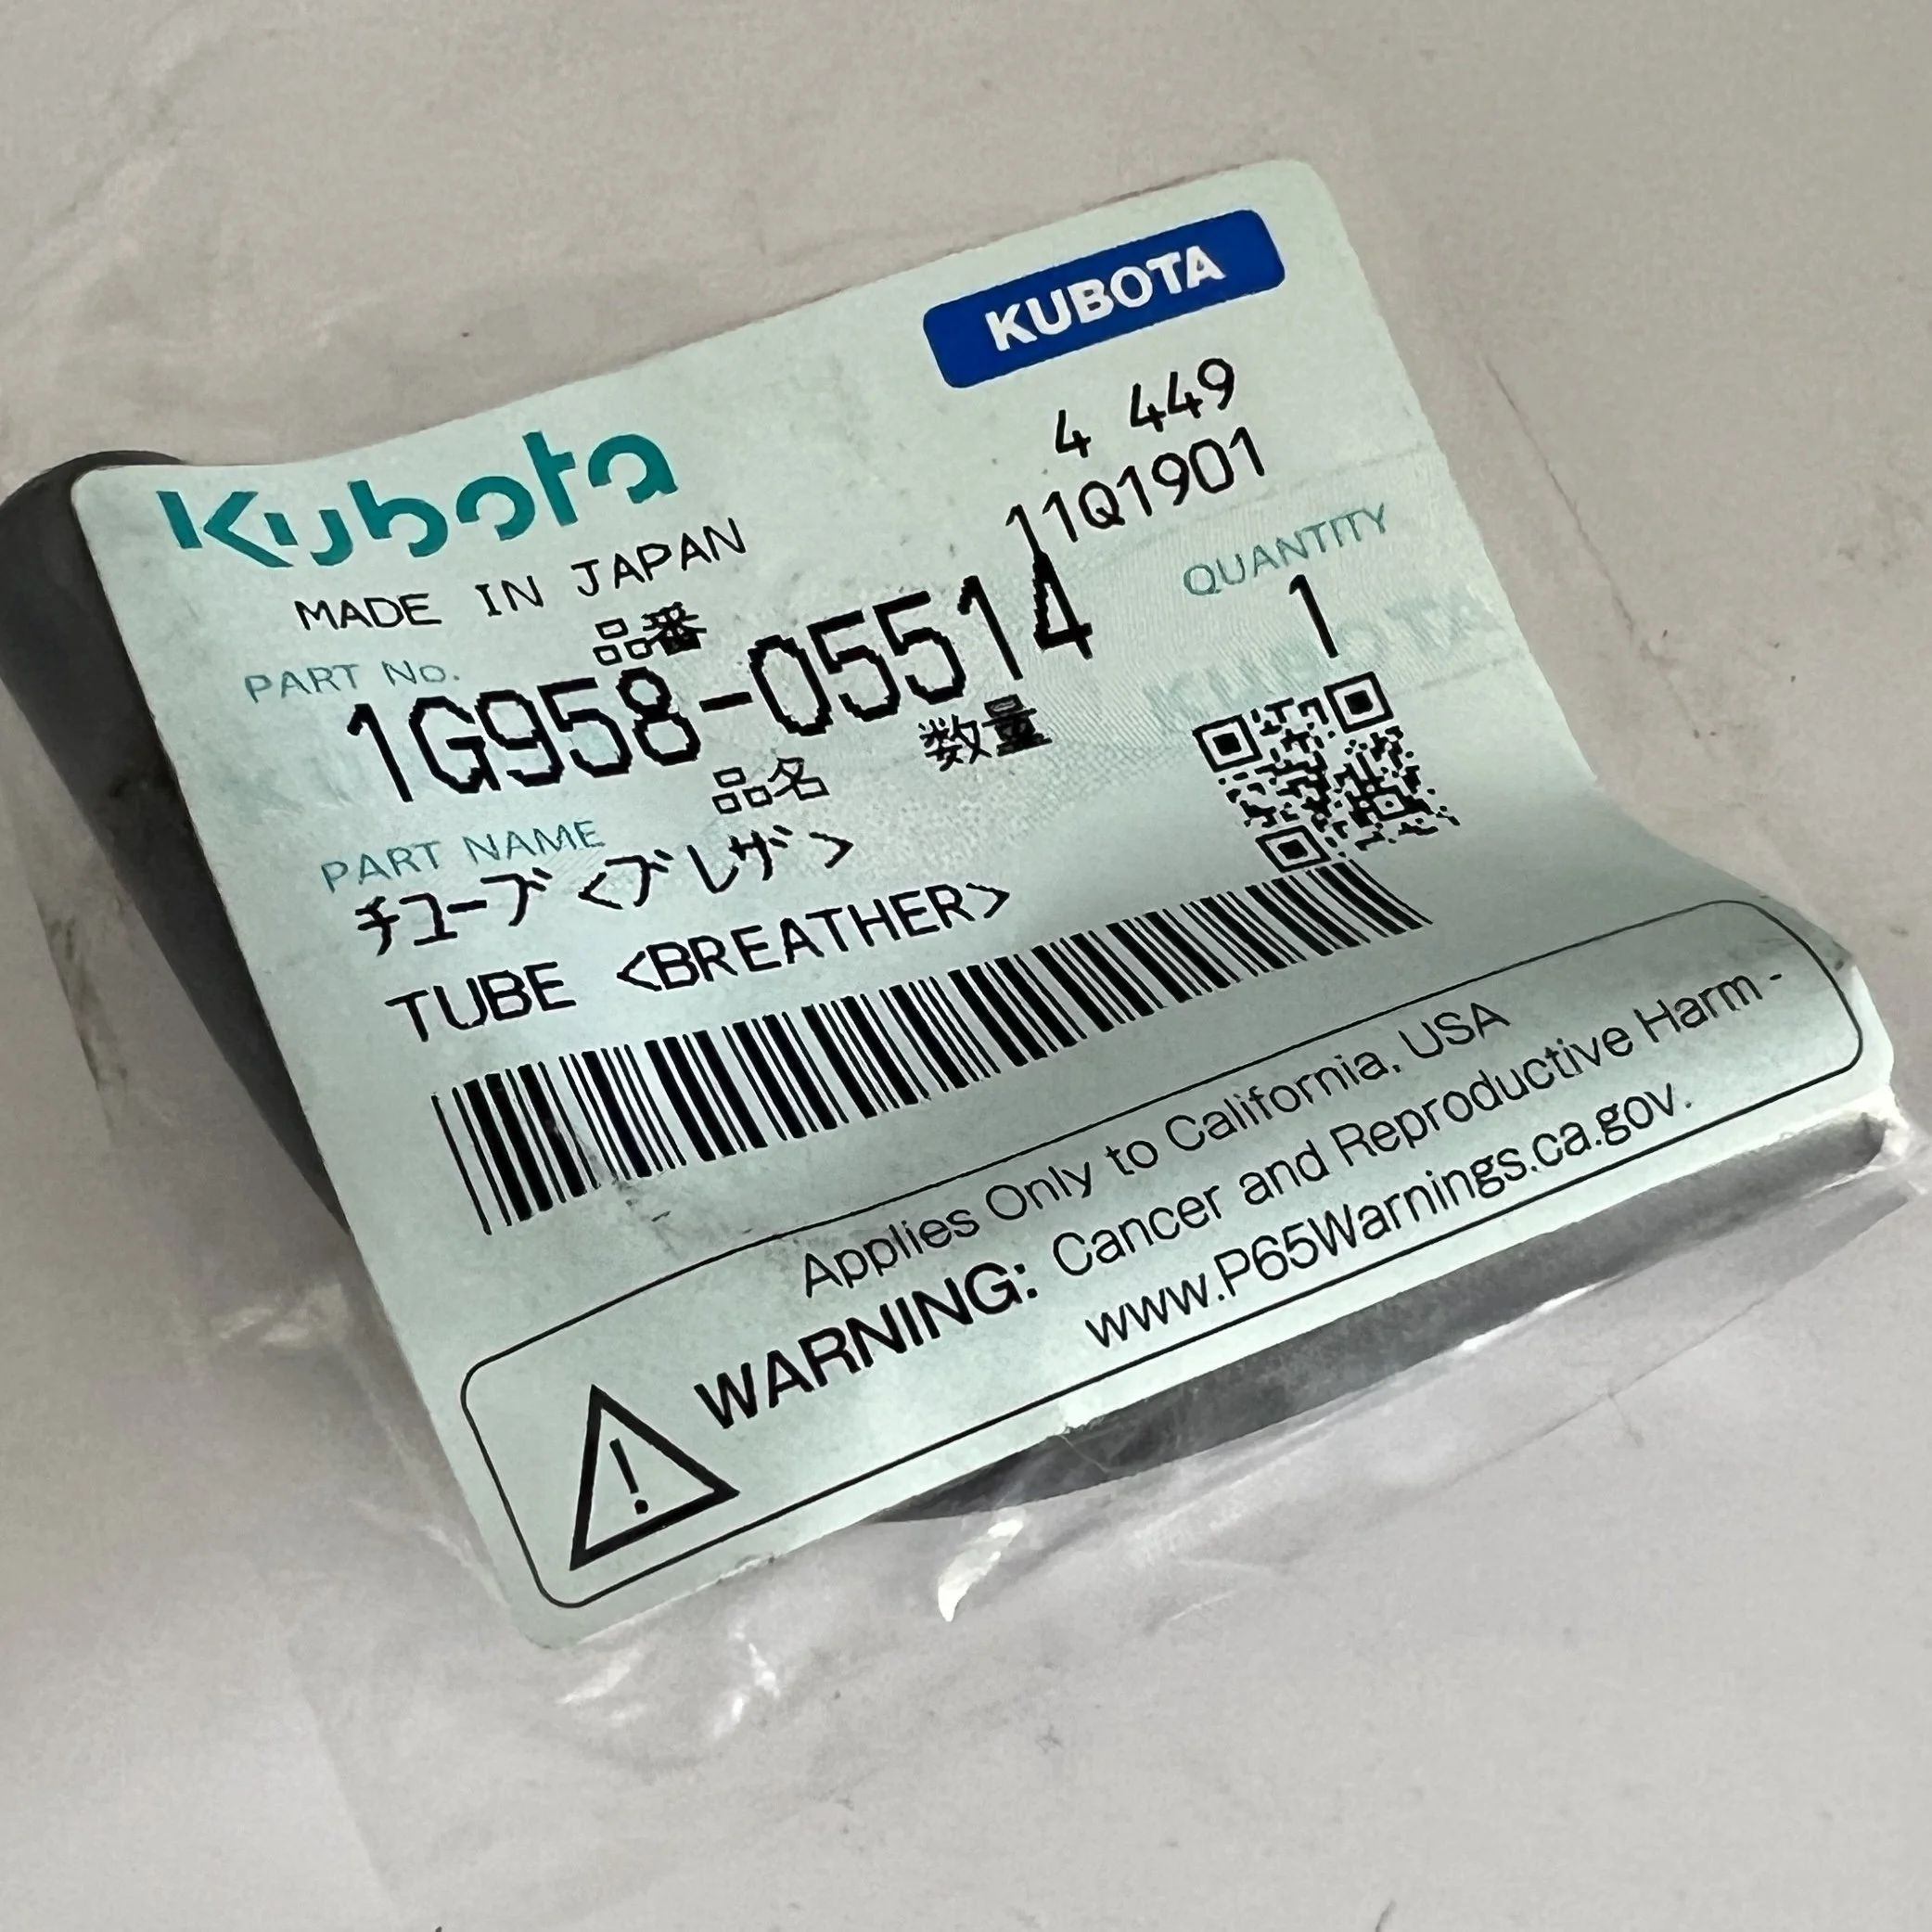 KUBOTA
Kubota
4 449
11Q1901
MADE IN JAPAN
品番
QUANTITY
PART No.
1G958-05514
1
品名
数量
PART NAME
チューブ<ブレザ>
TUBE <BREATHER>
KUBOTA
Applies Only to California, USA
WARNING: Cancer and Reproductive Harm -
www.P65Warnings.ca.gov.